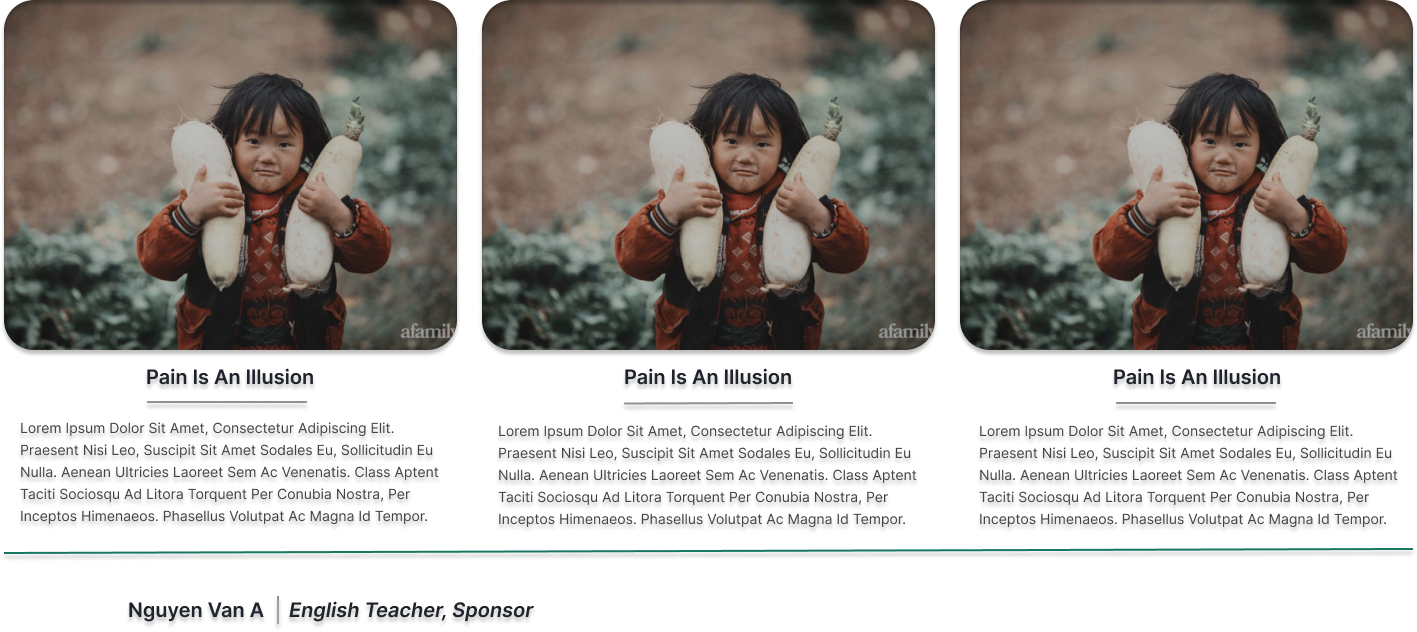 afamily
afamily
afamily
Pain Is An Illusion
Pain Is An Illusion
Pain Is An Illusion
Lorem Ipsum Dolor Sit Amet, Consectetur Adipiscing Elit.
Praesent Nisi Leo, Suscipit Sit Amet Sodales Eu, Sollicitudin Eu
Nulla. Aenean Ultricies Laoreet Sem Ac Venenatis. Class Aptent
Taciti Sociosqu Ad Litora Torquent Per Conubia Nostra, Per
Inceptos Himenaeos. Phasellus Volutpat Ac Magna Id Tempor.
Lorem Ipsum Dolor Sit Amet, Consectetur Adipiscing Elit.
Praesent Nisi Leo, Suscipit Sit Amet Sodales Eu, Sollicitudin Eu
Nulla. Aenean Ultricies Laoreet Sem Ac Venenatis. Class Aptent
Taciti Sociosqu Ad Litora Torquent Per Conubia Nostra, Per
Inceptos Himenaeos. Phasellus Volutpat Ac Magna Id Tempor.
Lorem Ipsum Dolor Sit Amet, Consectetur Adipiscing Elit.
Praesent Nisi Leo, Suscipit Sit Amet Sodales Eu, Sollicitudin Eu
Nulla. Aenean Ultricies Laoreet Sem Ac Venenatis. Class Aptent
Taciti Sociosqu Ad Litora Torquent Per Conubia Nostra, Per
Inceptos Himenaeos. Phasellus Volutpat Ac Magna Id Tempor.
Nguyen Van A | English Teacher, Sponsor